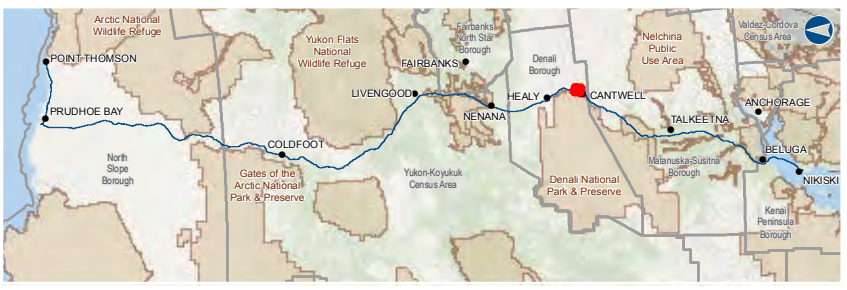 Arctic National
Wildlife Refuge
POINT THOMSON
PRUDHOE BAY
North
Slope
Borough
COLDFOOT
Gates of the
Arctic National
Park & Preserve
Yukon Flats
National
Wildlife Refuge
LIVENGOOD
FAIRBANKS
Fairbanks
North Star
Borough
NENANA
Yukon-Koyukuk
Census Area
Denali
Borough
HEALY
CANTWELL
Denali National
Park & Preserve
Nelchina
Public
Use Area
TALKEETNA
Matanuska-Susitna
Borough
Valdez-Cordova
Census Area
ANCHORAGE
BELUGA
NIKISKI
Kenai
Peninsula
Borough